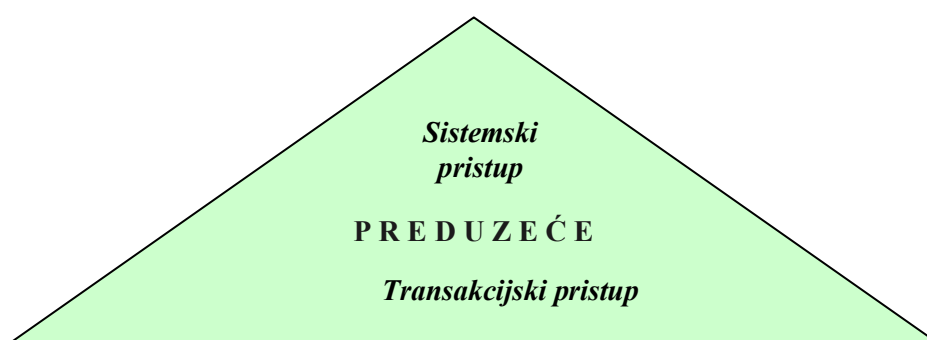 Sistemski
pristup
P R E D U Z E Ć E
Transakcijski pristup